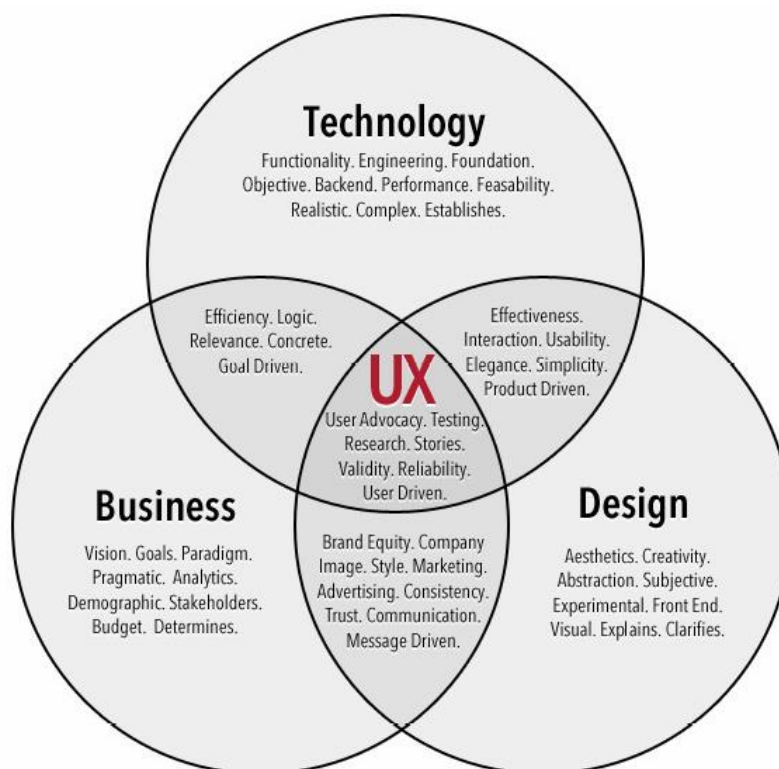 Technology
Functionality. Engineering. Foundation.
Objective. Backend. Performance. Feasability.
Realistic. Complex. Establishes.
Efficiency. Logic.
Relevance. Concrete.
Goal Driven.
Effectiveness.
Interaction. Usability.
Elegance. Simplicity.
Product Driven.
UX
User Advocacy. Testing.
Research. Stories.
Validity. Reliability.
User Driven.
Business
Vision. Goals. Paradigm.
Pragmatic. Analytics.
Demographic. Stakeholders.
Budget. Determines.
Brand Equity. Company
Image. Style. Marketing.
Advertising. Consistency.
Trust. Communication.
Message Driven.
Design
Aesthetics. Creativity.
Abstraction. Subjective.
Experimental. Front End.
Visual. Explains. Clarifies.